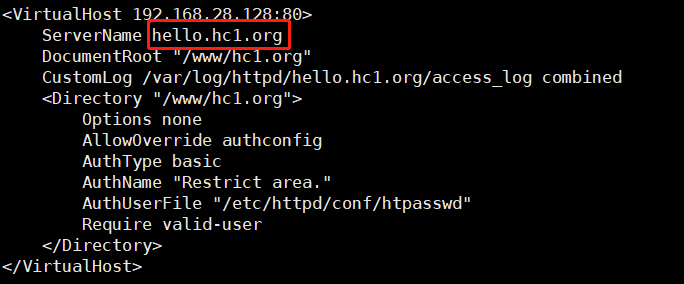 <VirtualHost 192.168.28.128:80>
ServerName hello.hc1.org
DocumentRoot "/www/hc1.org"
CustomLog /var/log/httpd/hello.hc1.org/access_log combined
<Directory "/www/hc1.org">
Options none
AllowOverride authconfig
AuthType basic
AuthName "Restrict area."
AuthUserFile "/etc/httpd/conf/htpasswd"
Require valid-user
</Directory>
</VirtualHost>